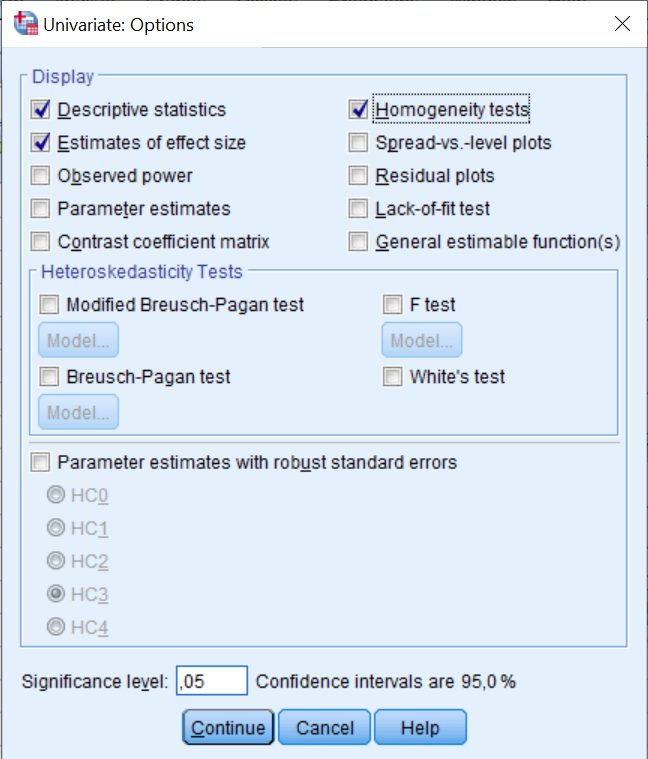 Univariate: Options
Display
Descriptive statistics
Homogeneity tests
Estimates of effect size
Spread-vs.-level plots
Observed power
Residual plots
Parameter estimates
Lack-of-fit test
Contrast coefficient matrix
General estimable function(s)
Heteroskedasticity Tests
Modified Breusch-Pagan test
F test
Model...
Model...
Breusch-Pagan test
White's test
Model...
Parameter estimates with robust standard errors
HC0
HC1
HC2
HC3
HC4
Significance level: ,05 Confidence intervals are 95,0 %
Continue Cancel Help